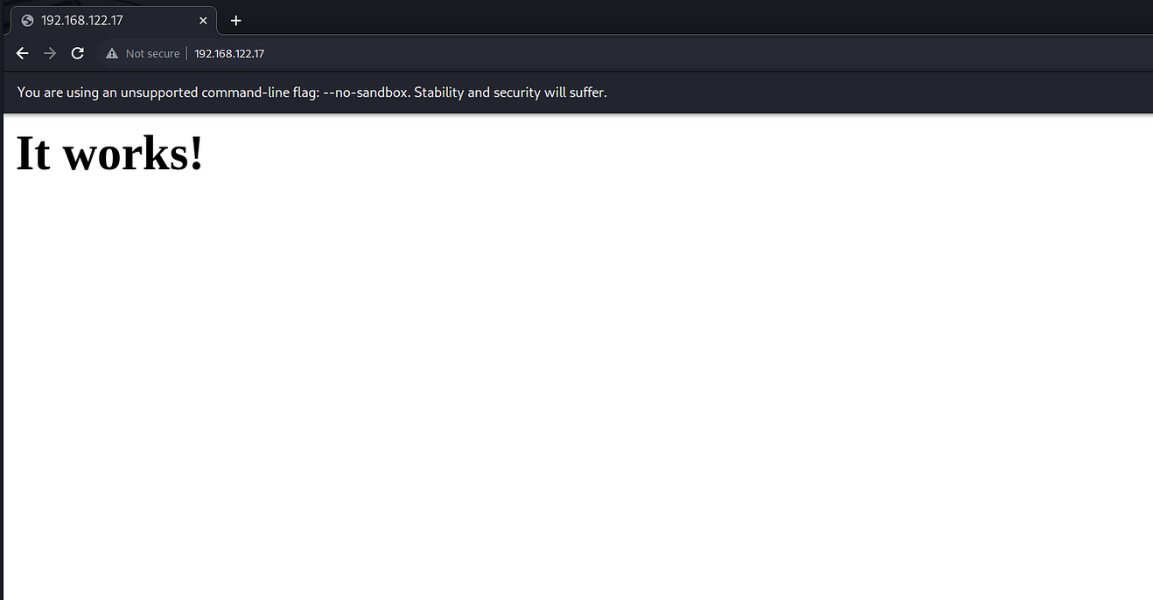 192.168.122.17
Not secure 192.168.122.17
You are using an unsupported command-line flag: --no-sandbox. Stability and security will suffer.
It works!